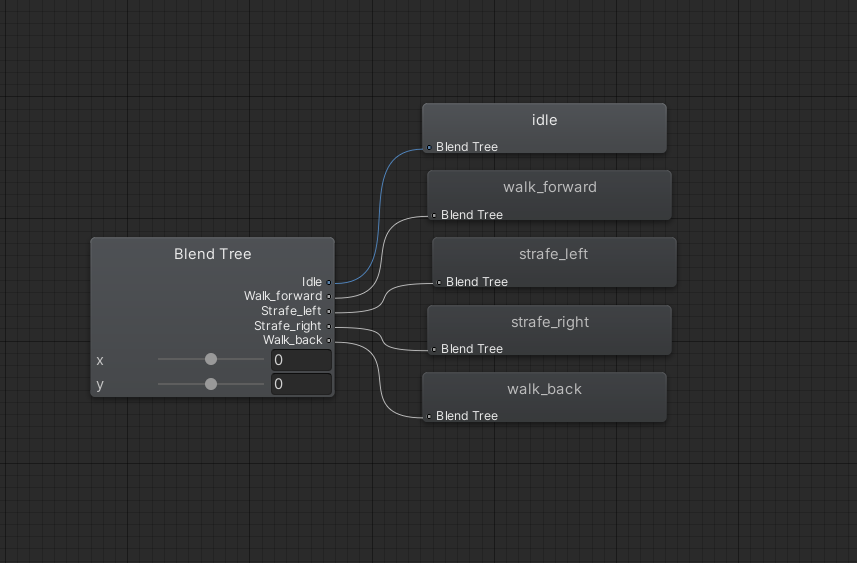 idle
Blend Tree
walk_forward
Blend Tree
strafe_left
Blend Tree
strafe_right
Blend Tree
walk_back
Blend Tree
Blend Tree
Idle
Walk_forward
Strafe_left
Strafe_right
Walk_back
x 0
y 0